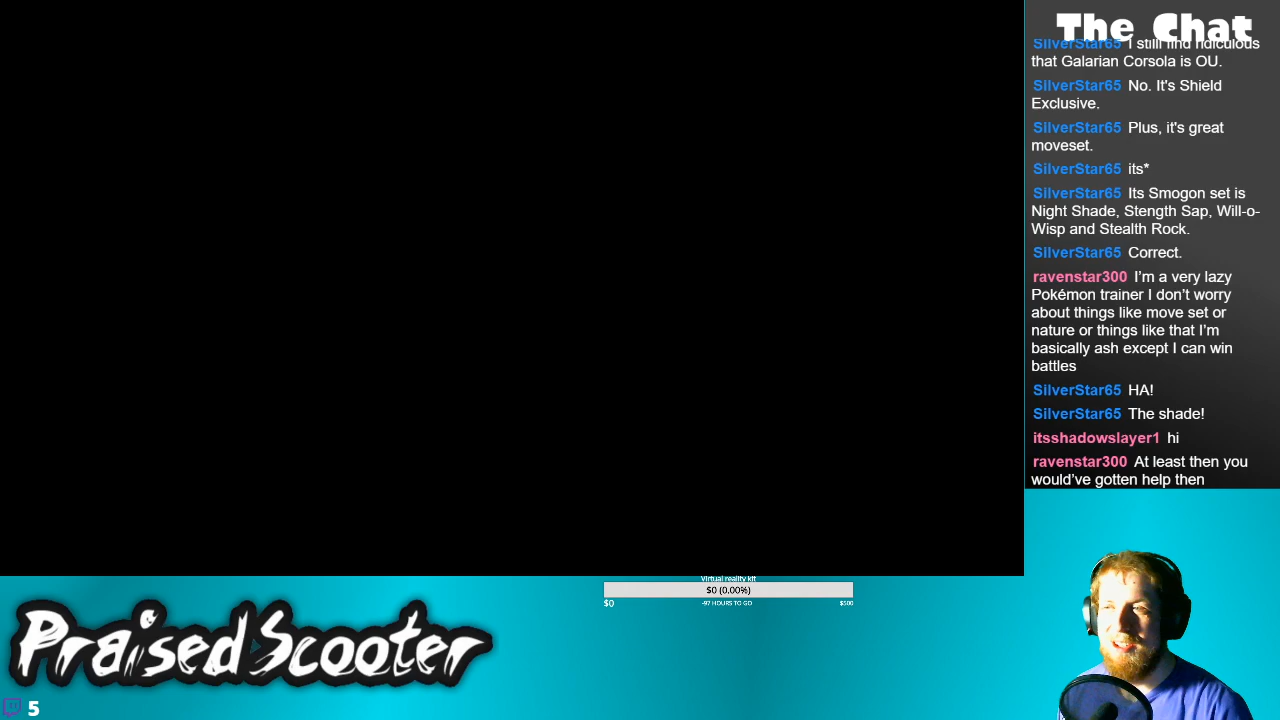 The Chat
SilverStar65 I still find ridiculous
that Galarian Corsola is OU.
SilverStar65 No. It's Shield
Exclusive.
SilverStar65 Plus, it's great
moveset.
SilverStar65 its*
SilverStar65 Its Smogon set is
Night Shade, Stength Sap, Will-o-
Wisp and Stealth Rock.
SilverStar65 Correct.
ravenstar300 I’m a very lazy
Pokémon trainer I don’t worry
about things like move set or
nature or things like that I’m
basically ash except I can win
battles
SilverStar65 HA!
SilverStar65 The shade!
itsshadowslayer1 hi
ravenstar300 At least then you
would’ve gotten help then
Virtual reality kit
$0 (0.00%)
$0 -97 HOURS TO GO $500
PraisedScooter
5